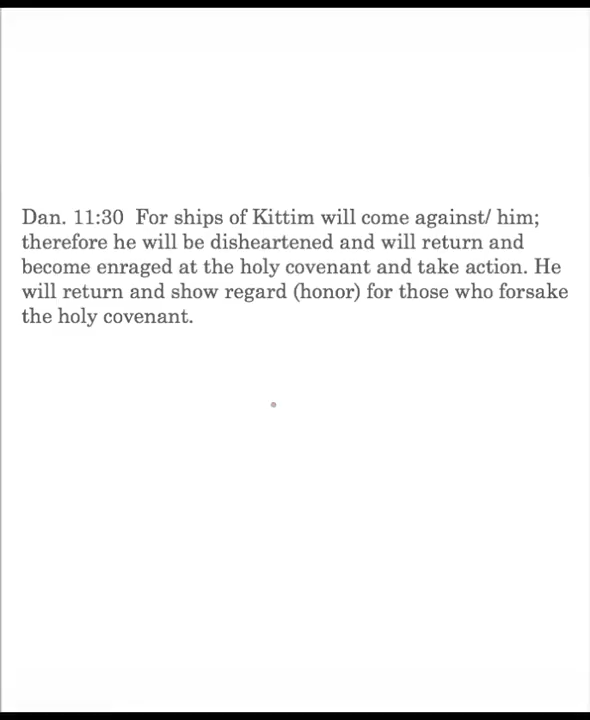 Dan. 11:30  For ships of Kittim will come against/ him;
therefore he will be disheartened and will return and
become enraged at the holy covenant and take action. He
will return and show regard (honor) for those who forsake
the holy covenant.